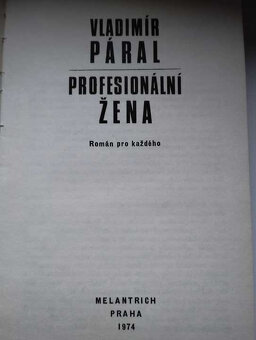 VLADIMÍR
PÁRAL
PROFESIONÁLNÍ
ŽENA
Román pro každého
MELANTRICH
PRAHA
1974